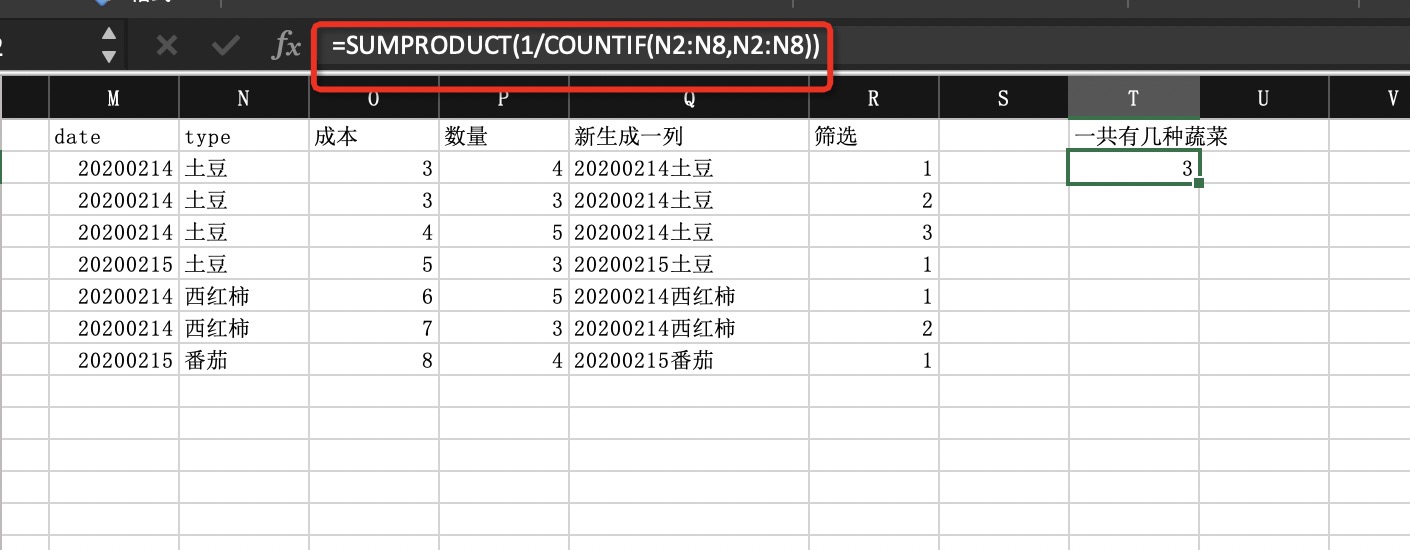 fx =SUMPRODUCT(1/COUNTIF(N2:N8,N2:N8))
M N O P Q R S T U V
date type 成本 数量 新生成一列 筛选 一共有几种蔬菜
20200214 土豆 3 4 20200214土豆 1 3
20200214 土豆 3 3 20200214土豆 2
20200214 土豆 4 5 20200214土豆 3
20200215 土豆 5 3 20200215土豆 1
20200214 西红柿 6 5 20200214西红柿 1
20200214 西红柿 7 3 20200214西红柿 2
20200215 番茄 8 4 20200215番茄 1